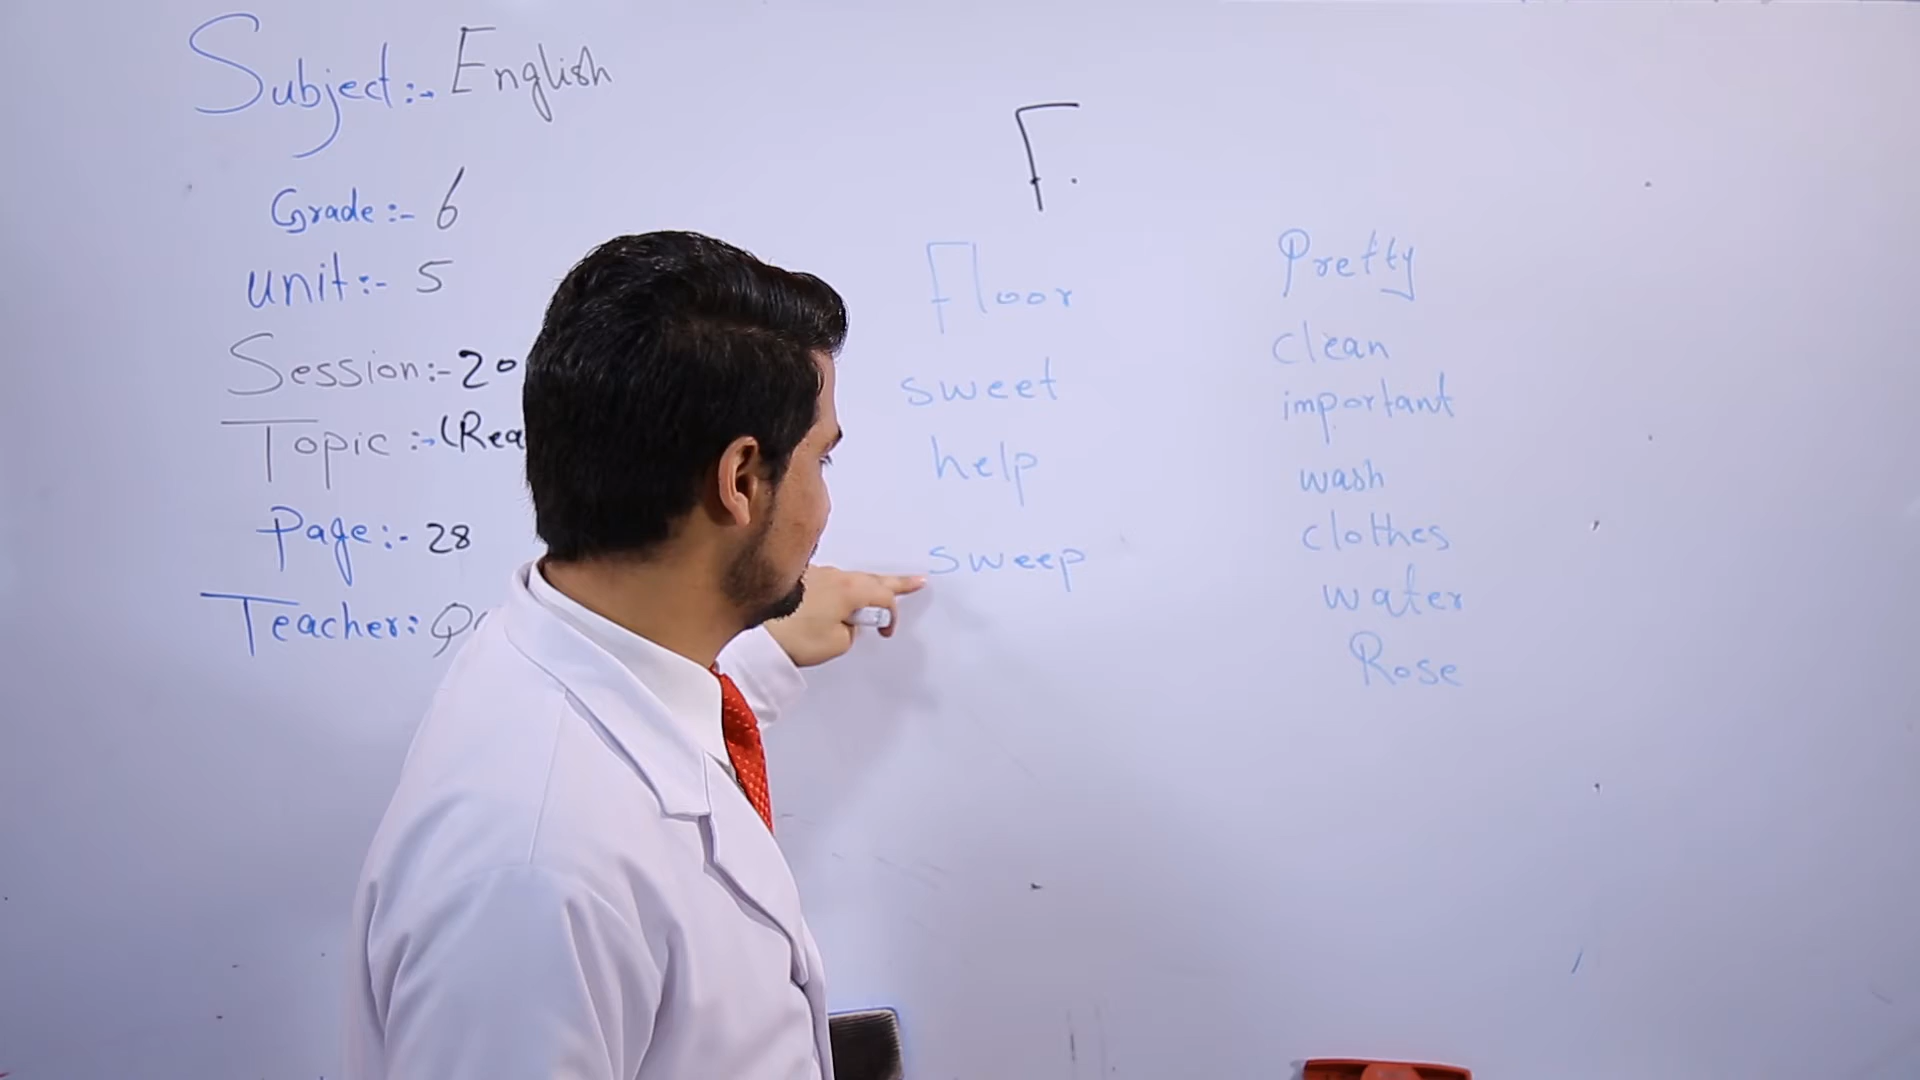 Subject:- English
Grade:- 6
Unit:- 5
Session:- 20
Topic:- (Rea
Page:- 28
Teacher:
F.
Floor
sweet
help
sweep
Pretty
clean
important
wash
clothes
water
Rose